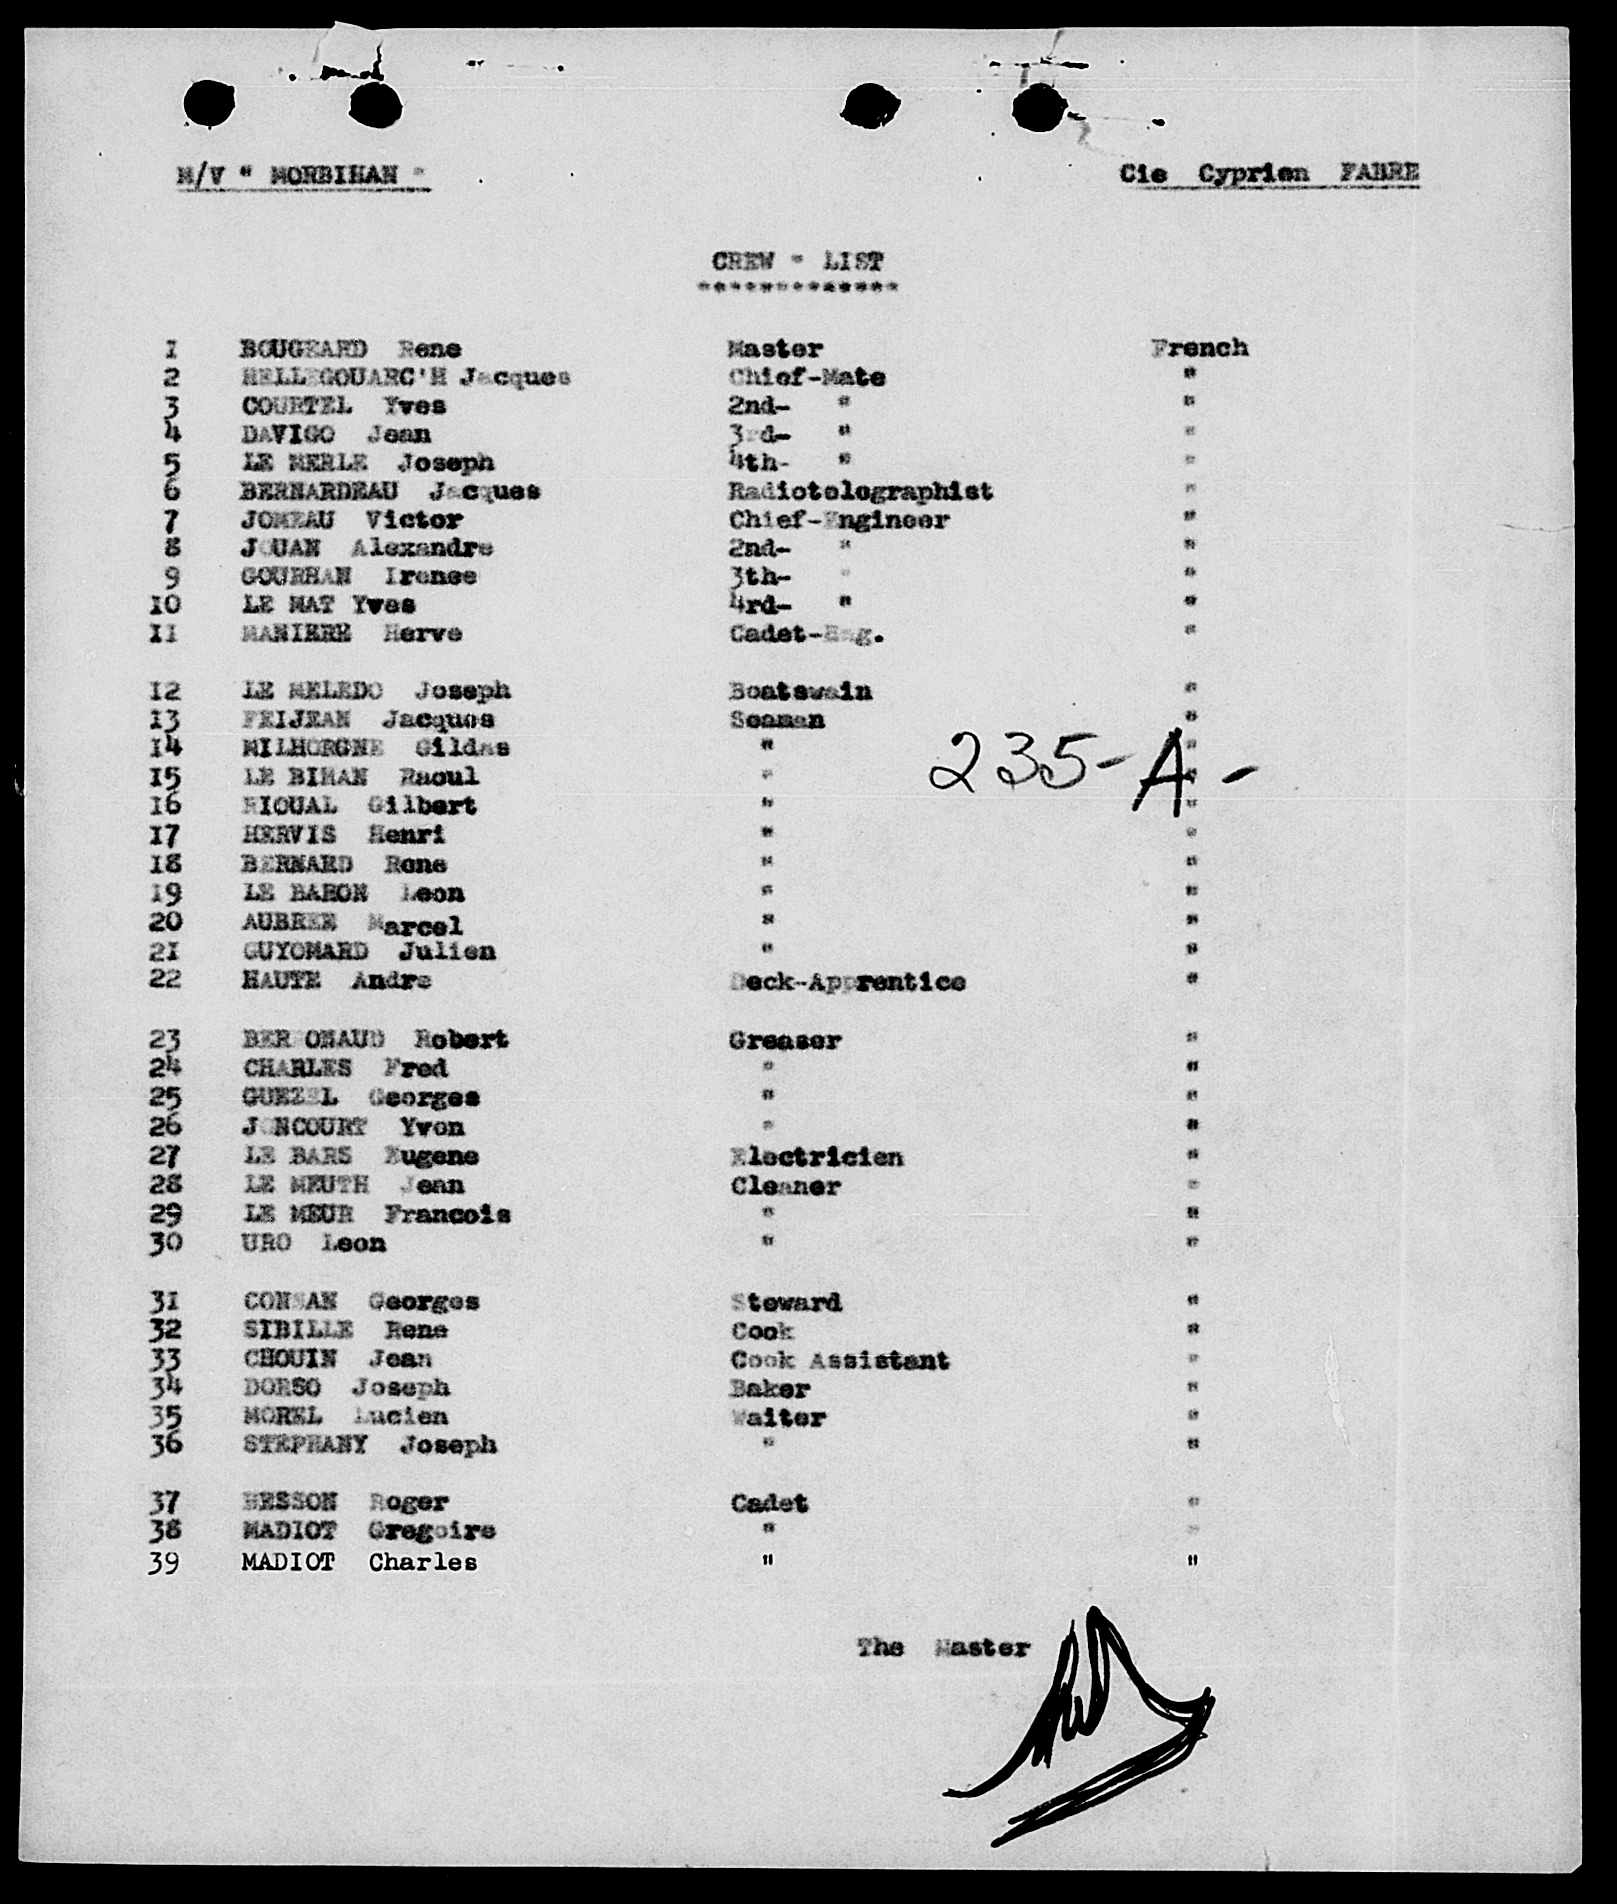 M/V " MORBIHAN "    Cie Cyprien FABRE
CREW - LIST
*************
1 BOUGEARD Rene Master French
2 HELLEGOUARC'H Jacques Chief-Mate "
3 COURTEL Yves 2nd- " "
4 DAVIGO Jean 3rd- " "
5 LE MERLE Joseph 4th- " "
6 BERNARDEAU Jacques Radiotelegraphist "
7 JOMEAU Victor Chief-Engineer "
8 JOUAN Alexandre 2nd- " "
9 GOURHAN Irenee 3th- " "
10 LE MAT Yves 4rd- " "
11 MANIERE Herve Cadet-Eng. "
12 LE MELEDO Joseph Boatswain "
13 FEIJEAN Jacques Seaman "
14 MILHORGNE Gildas " "
235-A-
15 LE BIHAN Raoul " "
16 RIOUAL Gilbert " "
17 HERVIS Henri " "
18 BERNARD Rene " "
19 LE BARON Leon " "
20 AUBREE Marcel " "
21 GUYOMARD Julien " "
22 HAUTE Andre Deck-Apprentice "
23 Robert Greaser "
24 CHARLES Fred " "
25 GUEZEL Georges " "
26 JONCOURT Yvon " "
27 LE BARS Eugene Electricien "
28 LE MEUTH Jean Cleaner "
29 LE MEUR Francois " "
30 URO Leon " "
31 Georges Steward "
32 SIBILLE Rene Cook "
33 CHOUIN Jean Cook Assistant "
34 DORSO Joseph Baker "
35 MOREL Lucien Waiter "
36 STEPHANY Joseph " "
37 BESSON Roger Cadet "
38 MADIOT Gregoire " "
39 MADIOT Charles " "
The Master